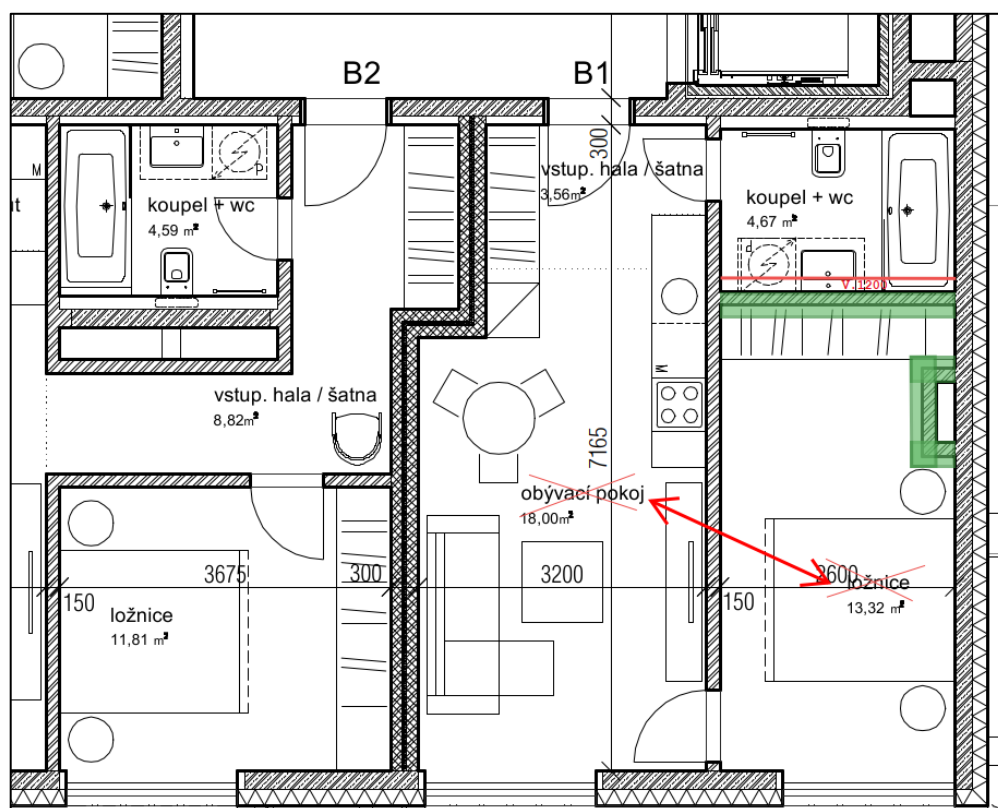 B2
B1
300
vstup. hala / šatna
3,56m²
M
koupel + wc
4,59 m²
P
koupel + wc
4,67 m²
P
V.1200
vstup. hala / šatna
8,82m²
M
7165
obývací pokoj
18,00m²
3675
300
3200
2600
150
150
ložnice
11,81 m²
ložnice
13,32 m²